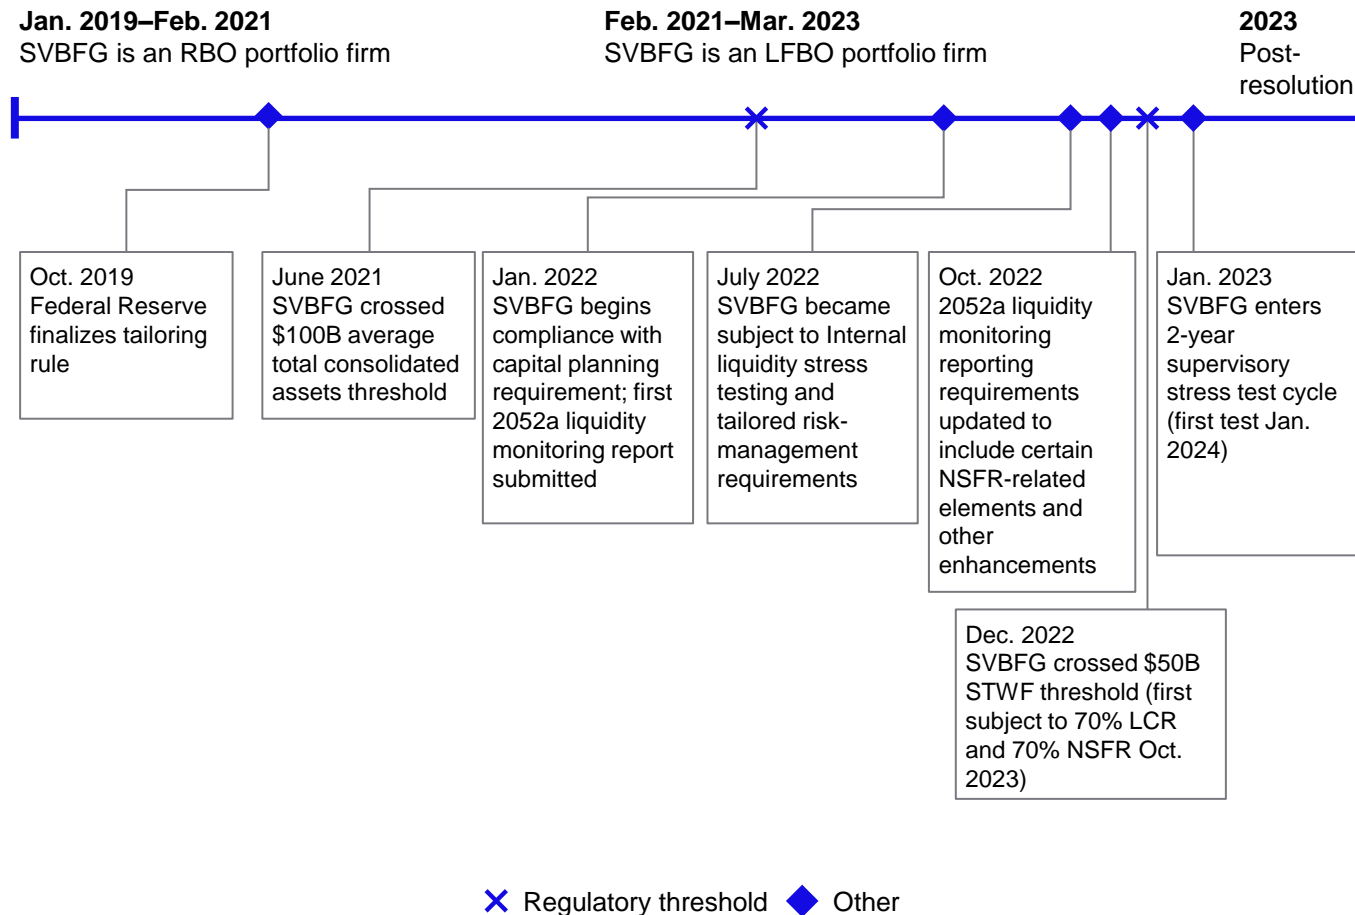 Jan. 2019–Feb. 2021
SVBFG is an RBO portfolio firm
Feb. 2021–Mar. 2023
SVBFG is an LFBO portfolio firm
2023
Post-
resolution
Oct. 2019
Federal Reserve
finalizes tailoring
rule
June 2021
SVBFG crossed
$100B average
total consolidated
assets threshold
Jan. 2022
SVBFG begins
compliance with
capital planning
requirement; first
2052a liquidity
monitoring report
submitted
July 2022
SVBFG became
subject to Internal
liquidity stress
testing and
tailored risk-
management
requirements
Oct. 2022
2052a liquidity
monitoring
reporting
requirements
updated to
include certain
NSFR-related
elements and
other
enhancements
Jan. 2023
SVBFG enters
2-year
supervisory
stress test cycle
(first test Jan.
2024)
Dec. 2022
SVBFG crossed $50B
STWF threshold (first
subject to 70% LCR
and 70% NSFR Oct.
2023)
Regulatory threshold
Other